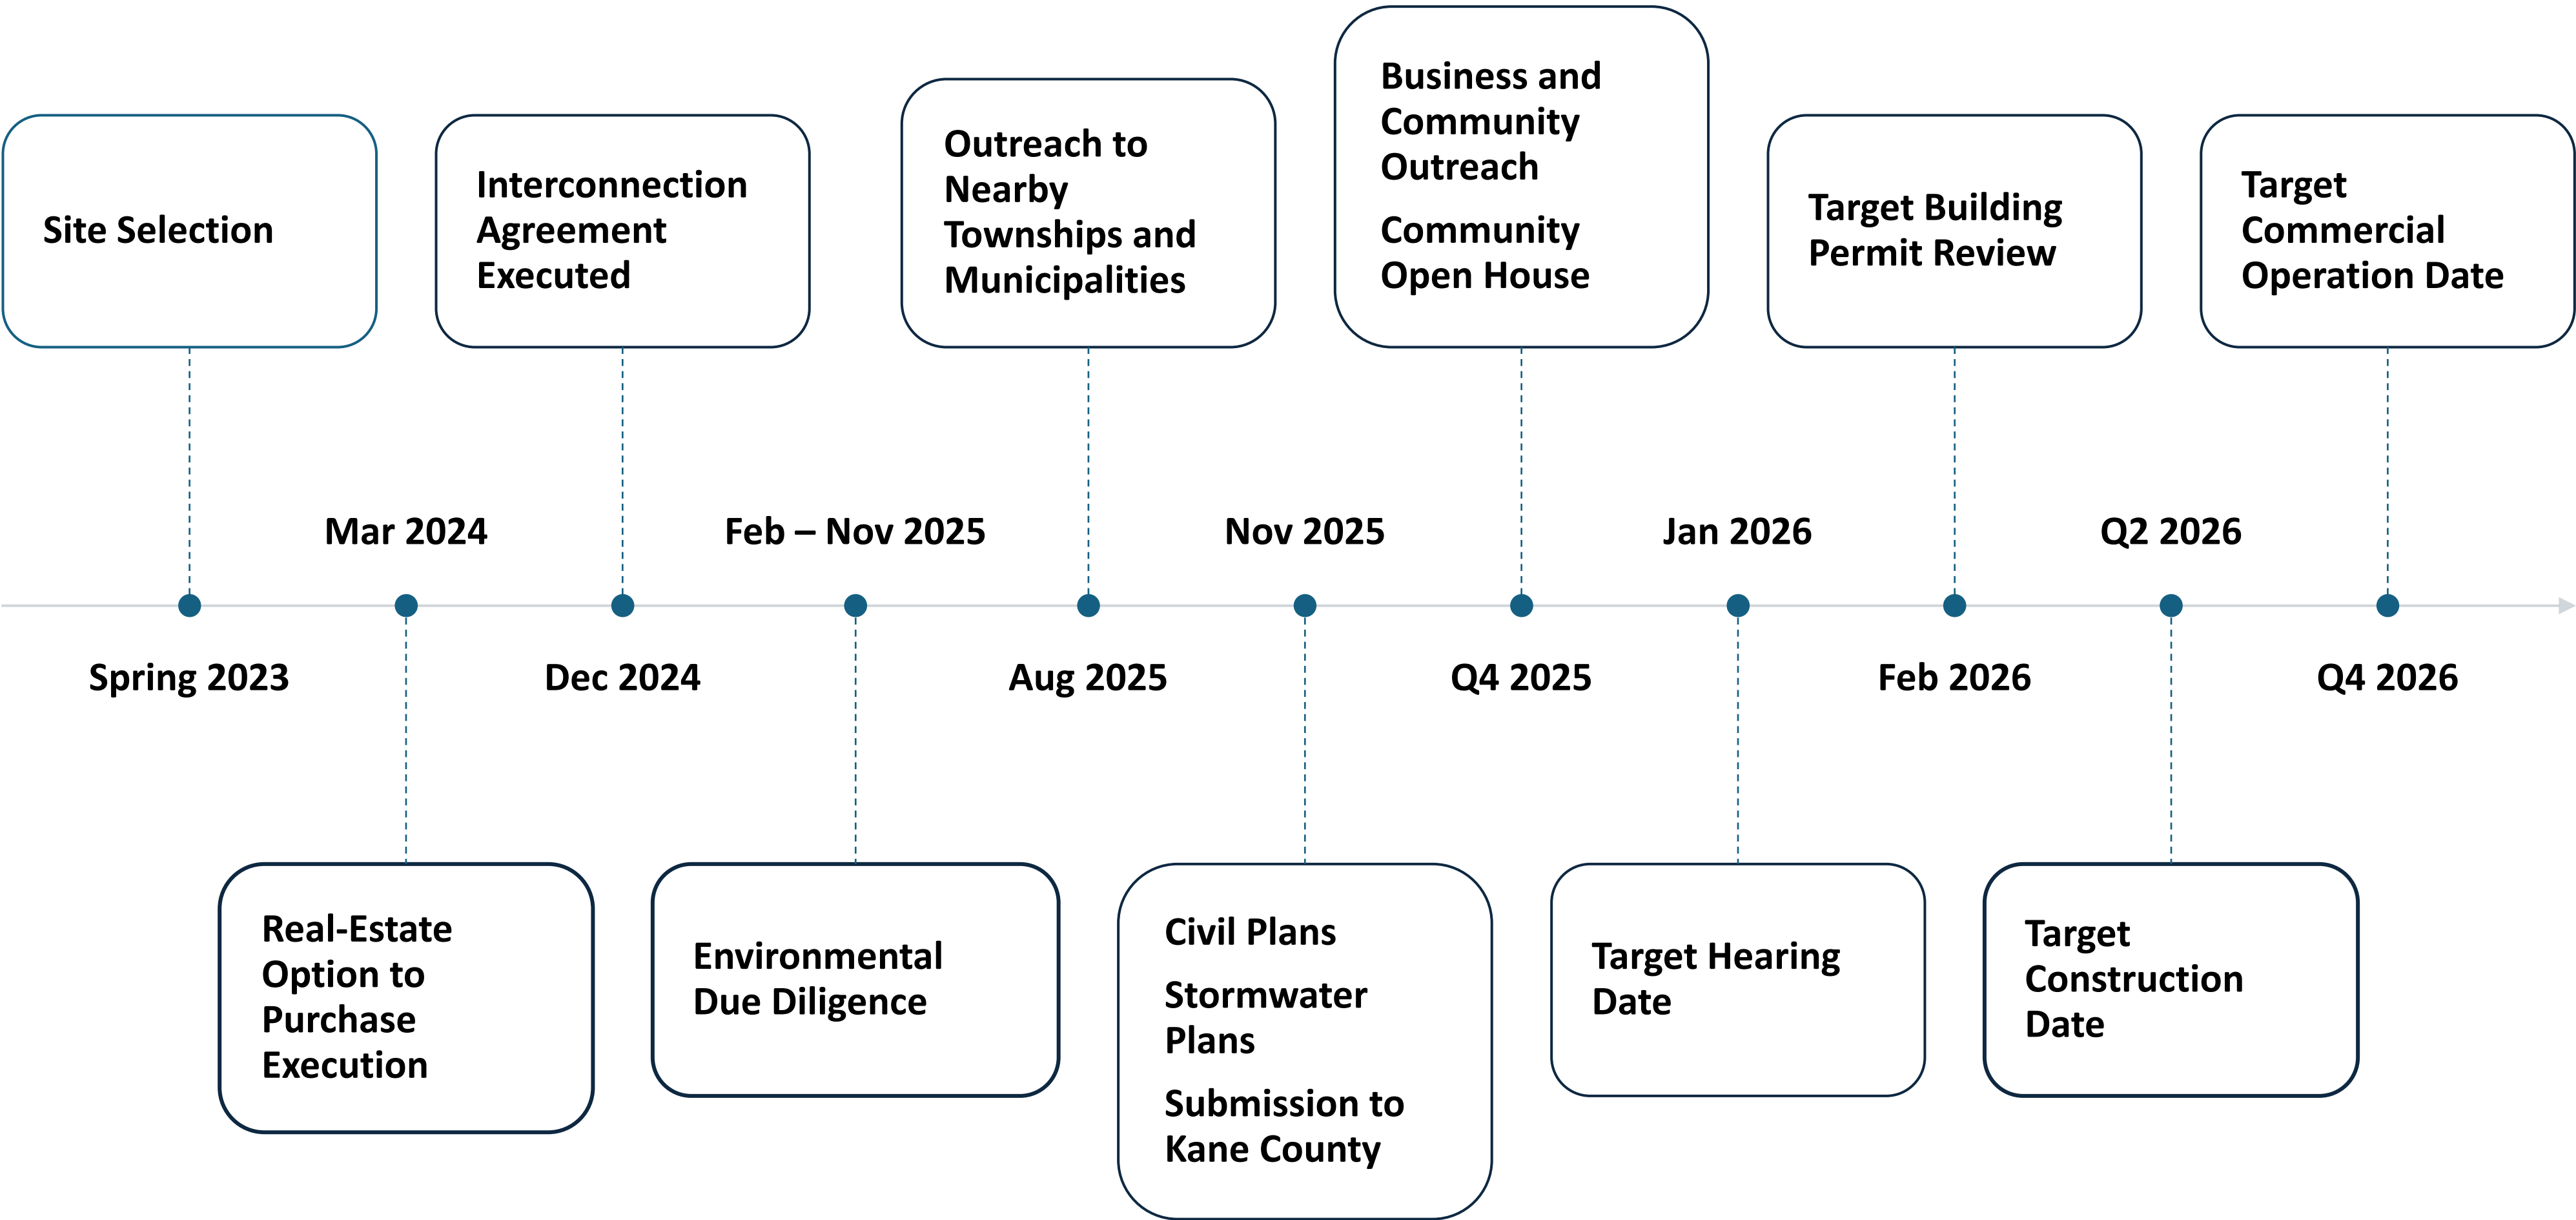 Business and
Community
Outreach
Community
Open House
Outreach to
Nearby
Townships and
Municipalities
Site Selection
Interconnection
Agreement
Executed
Target Building
Permit Review
Target
Commercial
Operation Date
Mar 2024
Feb – Nov 2025
Nov 2025
Jan 2026
Q2 2026
Spring 2023
Dec 2024
Aug 2025
Q4 2025
Feb 2026
Q4 2026
Real-Estate
Option to
Purchase
Execution
Environmental
Due Diligence
Civil Plans
Stormwater
Plans
Submission to
Kane County
Target Hearing
Date
Target
Construction
Date